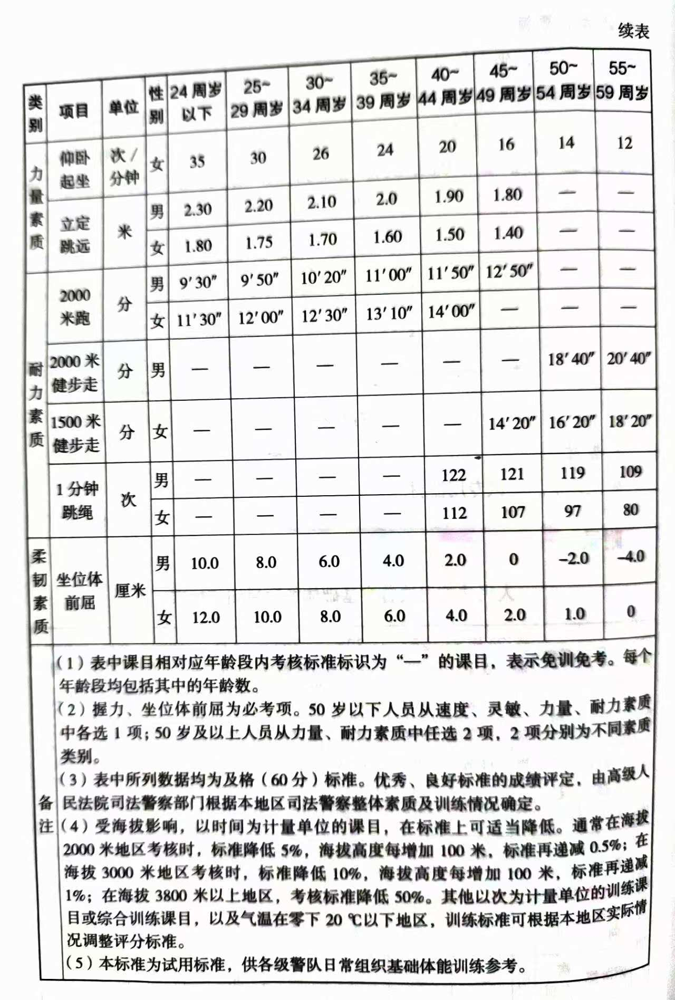 续表
类别 项目 单位 性别 24 周岁以下 25~29 周岁 30~34 周岁 35~39 周岁 40~44 周岁 45~49 周岁 50~54 周岁 55~59 周岁
力量素质 仰卧起坐 次/分钟 女 35 30 26 24 20 16 14 12
立定跳远 米 男 2.30 2.20 2.10 2.0 1.90 1.80 — —
女 1.80 1.75 1.70 1.60 1.50 1.40 — —
耐力素质 2000米跑 分 男 9′30″ 9′50″ 10′20″ 11′00″ 11′50″ 12′50″ — —
女 11′30″ 12′00″ 12′30″ 13′10″ 14′00″ — — —
2000 米健步走 分 男 — — — — — — 18′40″ 20′40″
1500 米健步走 分 女 — — — — — 14′20″ 16′20″ 18′20″
1 分钟跳绳 次 男 — — — — 122 121 119 109
女 — — — — 112 107 97 80
柔韧素质 坐位体前屈 厘米 男 10.0 8.0 6.0 4.0 2.0 0 –2.0 –4.0
女 12.0 10.0 8.0 6.0 4.0 2.0 1.0 0
备注
（1）表中课目相对应年龄段内考核标准标识为“—”的课目，表示免训免考。每个
年龄段均包括其中的年龄数。
（2）握力、坐位体前屈为必考项。50 岁以下人员从速度、灵敏、力量、耐力素质
中各选 1 项；50 岁及以上人员从力量、耐力素质中任选 2 项，2 项分别为不同素质
类别。
（3）表中所列数据均为及格（60 分）标准。优秀、良好标准的成绩评定，由高级人
民法院司法警察部门根据本地区司法警察整体素质及训练情况确定。
（4）受海拔影响，以时间为计量单位的课目，在标准上可适当降低。通常在海拔
2000 米地区考核时，标准降低 5%，海拔高度每增加 100 米，标准再递减 0.5%；在
海拔 3000 米地区考核时，标准降低 10%，海拔高度每增加 100 米，标准再递减
1%；在海拔 3800 米以上地区，考核标准降低 50%。其他以次为计量单位的训练课
目或综合训练课目，以及气温在零下 20 ℃以下地区，训练标准可根据本地区实际情
况调整评分标准。
（5）本标准为试用标准，供各级警队日常组织基础体能训练参考。